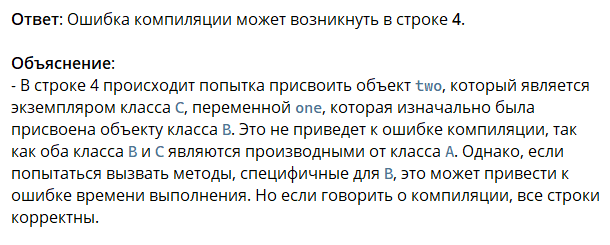 Ответ: Ошибка компиляции может возникнуть в строке 4.
Объяснение:
- В строке 4 происходит попытка присвоить объект two, который является
экземпляром класса C, переменной one, которая изначально была
присвоена объекту класса B. Это не приведет к ошибке компиляции, так
как оба класса B и C являются производными от класса A. Однако, если
попытаться вызвать методы, специфичные для B, это может привести к
ошибке времени выполнения. Но если говорить о компиляции, все строки
корректны.